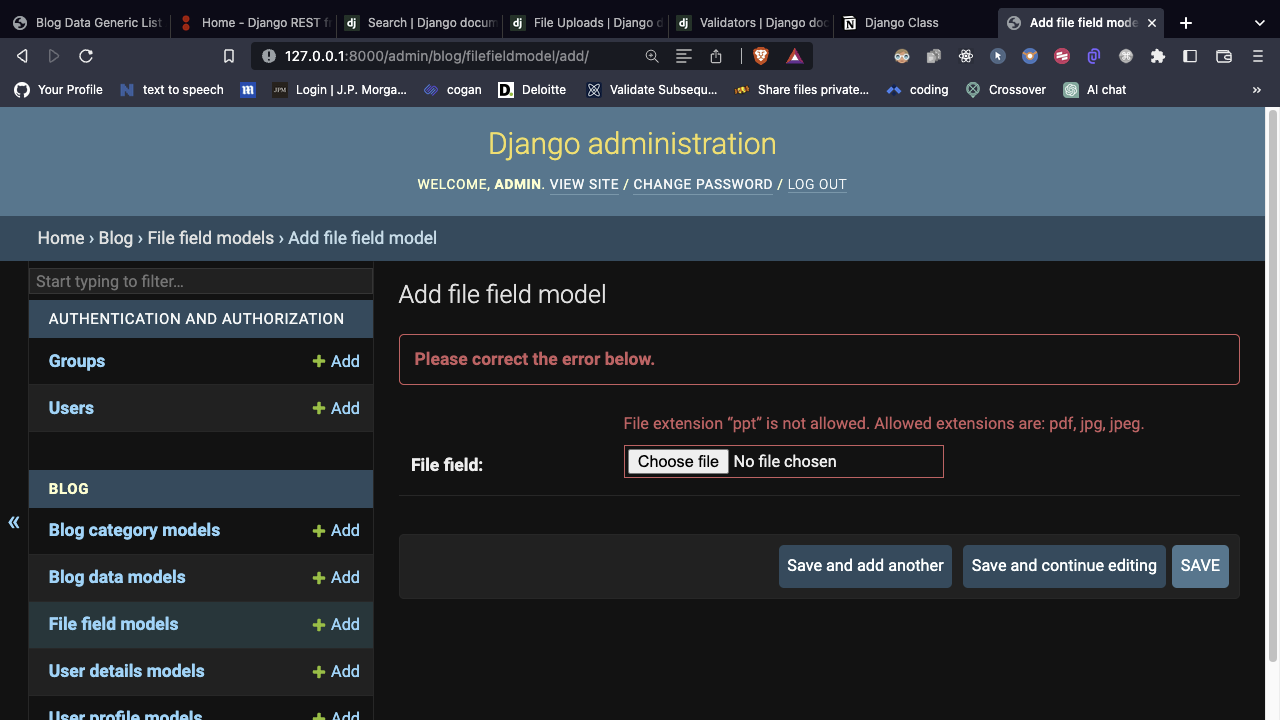 Blog Data Generic List
Home - Django REST fr
Search | Django docum
File Uploads | Django d
Validators | Django doc
Django Class
Add file field mode
127.0.0.1:8000/admin/blog/filefieldmodel/add/
Your Profile
text to speech
m
JPM
Login | J.P. Morga...
cogan
D.
Deloitte
Validate Subsequ...
Share files private...
coding
Crossover
AI chat
»
Django administration
WELCOME, ADMIN. VIEW SITE / CHANGE PASSWORD / LOG OUT
Home › Blog › File field models › Add file field model
Start typing to filter...
AUTHENTICATION AND AUTHORIZATION
Groups + Add
Users + Add
BLOG
Blog category models + Add
Blog data models + Add
File field models + Add
User details models + Add
User profile models + Add
«
Add file field model
Please correct the error below.
File extension “ppt” is not allowed. Allowed extensions are: pdf, jpg, jpeg.
File field: Choose file No file chosen
Save and add another Save and continue editing SAVE